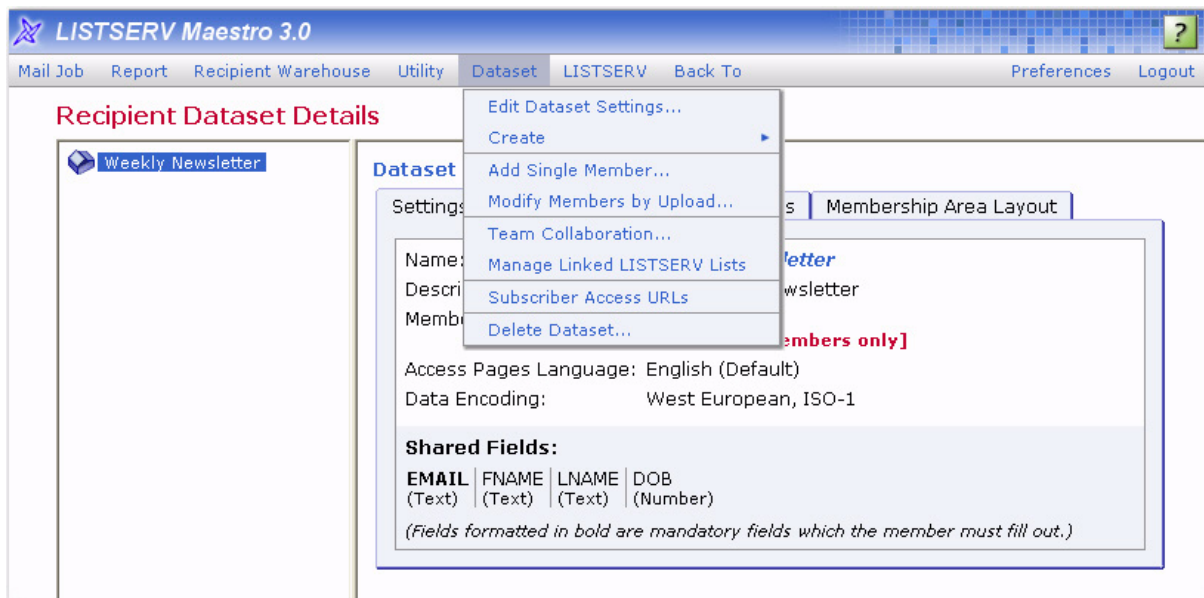 LISTSERV Maestro 3.0
?
Mail Job Report Recipient Warehouse Utility Dataset LISTSERV Back To Preferences Logout
Recipient Dataset Details
Weekly Newsletter
Edit Dataset Settings...
Create
Add Single Member...
Modify Members by Upload...
Team Collaboration...
Manage Linked LISTSERV Lists
Subscriber Access URLs
Delete Dataset...
Dataset
Settings s Membership Area Layout
Name: letter
Descri wsletter
Memb
embers only]
Access Pages Language: English (Default)
Data Encoding: West European, ISO-1
Shared Fields:
EMAIL FNAME LNAME DOB
(Text) (Text) (Text) (Number)
(Fields formatted in bold are mandatory fields which the member must fill out.)